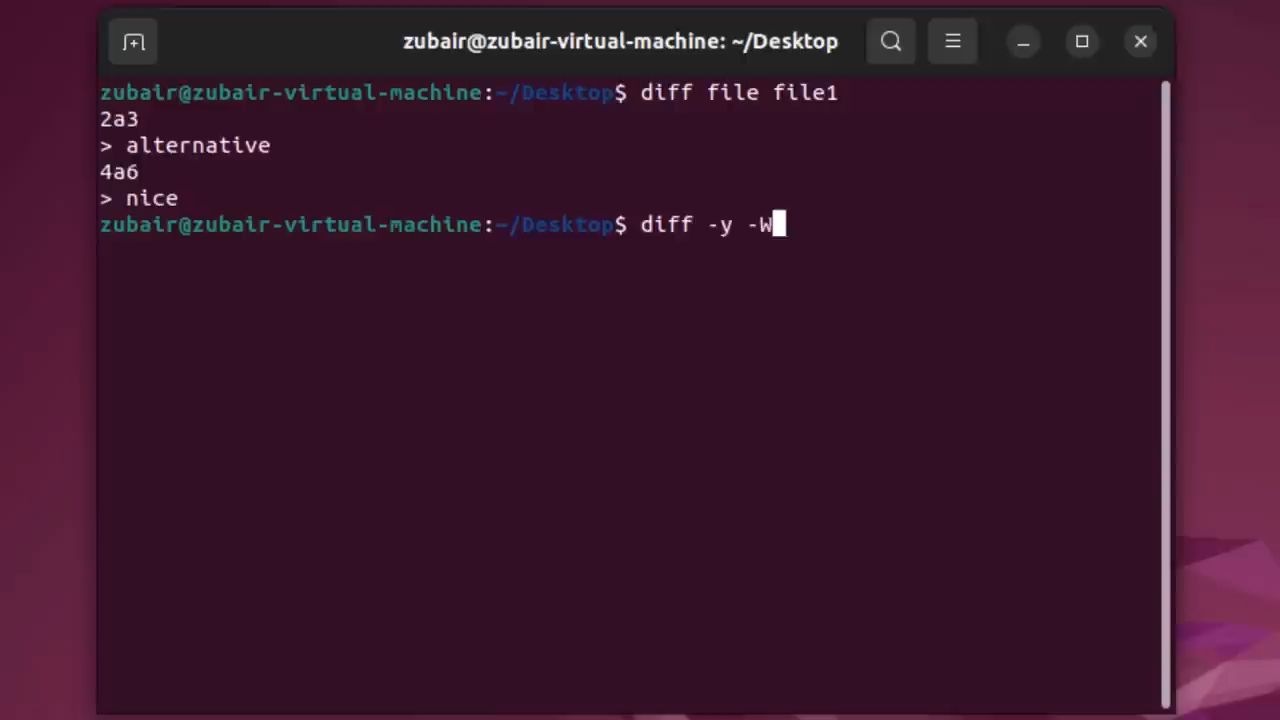 zubair@zubair-virtual-machine: ~/Desktop
zubair@zubair-virtual-machine:~/Desktop$ diff file file1
2a3
> alternative
4a6
> nice
zubair@zubair-virtual-machine:~/Desktop$ diff -y -W